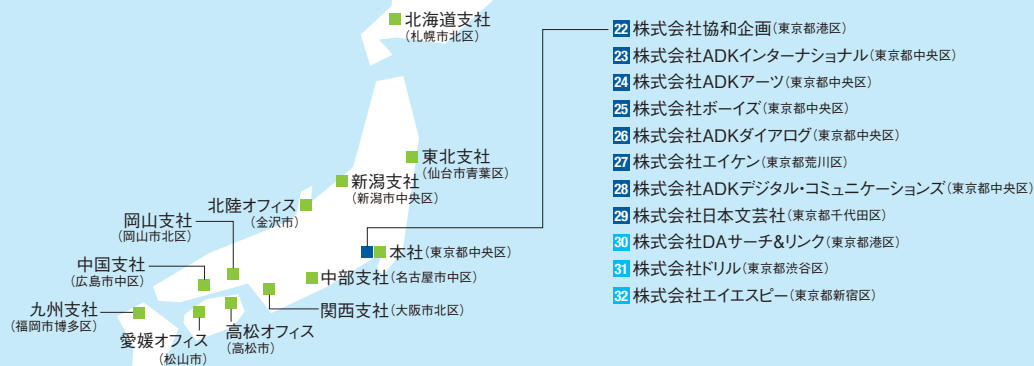 北海道支社
(札幌市北区)
東北支社
(仙台市青葉区)
新潟支社
(新潟市中央区)
北陸オフィス
(金沢市)
岡山支社
(岡山市北区)
本社(東京都中央区)
中国支社
(広島市中区)
中部支社(名古屋市中区)
九州支社
(福岡市博多区)
関西支社(大阪市北区)
愛媛オフィス
(松山市)
高松オフィス
(高松市)
22 株式会社協和企画(東京都港区)
23 株式会社ADKインターナショナル(東京都中央区)
24 株式会社ADKアーツ(東京都中央区)
25 株式会社ボーイズ(東京都中央区)
26 株式会社ADKダイアログ(東京都中央区)
27 株式会社エイケン(東京都荒川区)
28 株式会社ADKデジタル・コミュニケーションズ(東京都中央区)
29 株式会社日本文芸社(東京都千代田区)
30 株式会社DAサーチ&リンク(東京都港区)
31 株式会社ドリル(東京都渋谷区)
32 株式会社エイエスピー(東京都新宿区)